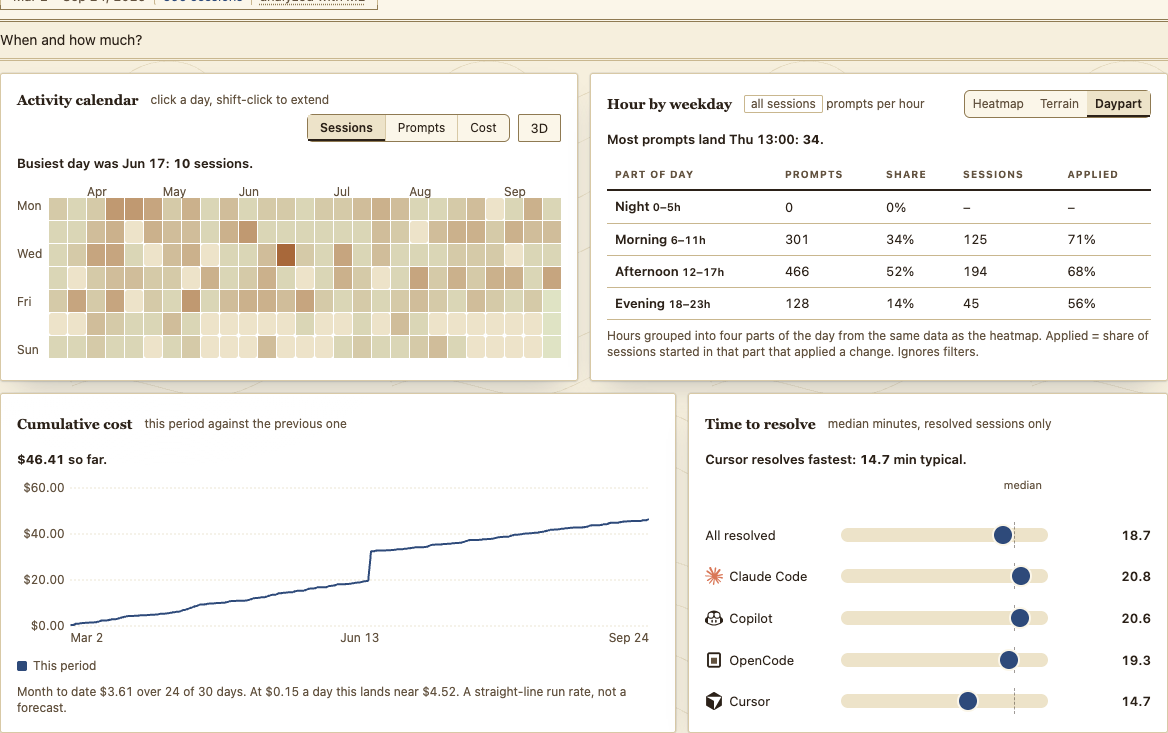 When and how much?
Activity calendar click a day, shift-click to extend
Sessions Prompts Cost 3D
Busiest day was Jun 17: 10 sessions.
Apr May Jun Jul Aug Sep
Mon
Wed
Fri
Sun
Hour by weekday all sessions prompts per hour Heatmap Terrain Daypart
Most prompts land Thu 13:00: 34.
PART OF DAY PROMPTS SHARE SESSIONS APPLIED
Night 0–5h 0 0% – –
Morning 6–11h 301 34% 125 71%
Afternoon 12–17h 466 52% 194 68%
Evening 18–23h 128 14% 45 56%
Hours grouped into four parts of the day from the same data as the heatmap. Applied = share of
sessions started in that part that applied a change. Ignores filters.
Cumulative cost this period against the previous one
$46.41 so far.
$60.00
$40.00
$20.00
$0.00
Mar 2 Jun 13 Sep 24
This period
Month to date $3.61 over 24 of 30 days. At $0.15 a day this lands near $4.52. A straight-line run rate, not a
forecast.
Time to resolve median minutes, resolved sessions only
Cursor resolves fastest: 14.7 min typical.
median
All resolved 18.7
Claude Code 20.8
Copilot 20.6
OpenCode 19.3
Cursor 14.7